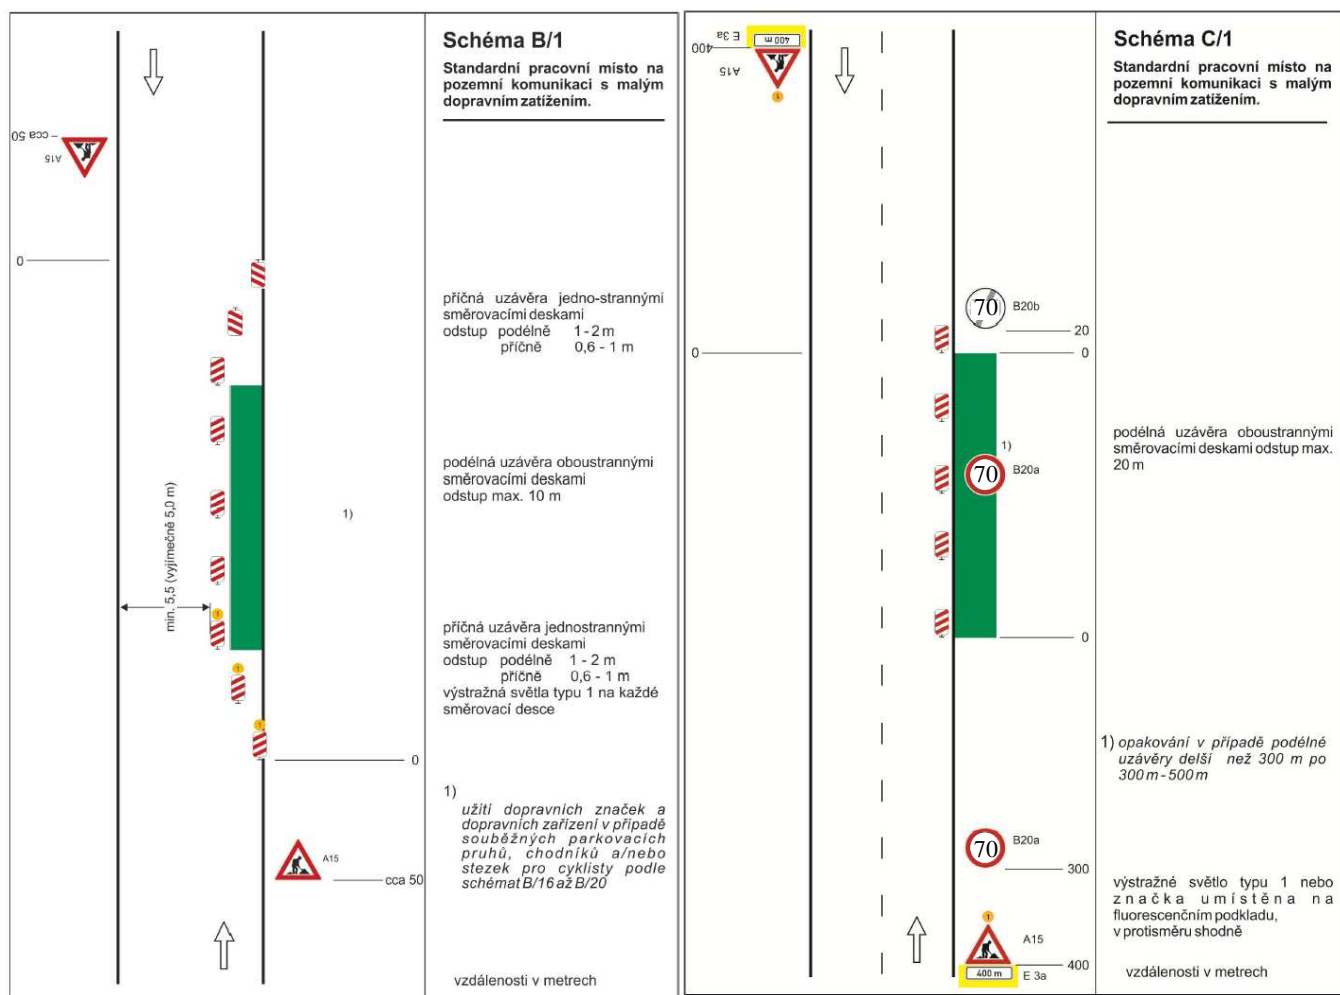 Schéma B/1
Standardní pracovní místo na
pozemní komunikaci s malým
dopravním zatížením.
cca 50
A15
0
příčná uzávěra jedno-strannými
směrovacími deskami
odstup podélně 1 - 2 m
příčně 0,6 - 1 m
podélná uzávěra oboustrannými
směrovacími deskami
odstup max. 10 m
1)
min. 5,5 (vyjímečně 5,0 m)
1
příčná uzávěra jednostrannými
směrovacími deskami
odstup podélně 1 - 2 m
příčně 0,6 - 1 m
výstražná světla typu 1 na každé
směrovací desce
1
1
0
1)
užití dopravních značek a
dopravních zařízení v případě
souběžných parkovacích
pruhů, chodníků a/nebo
stezek pro cyklisty podle
schémat B/16 až B/20
A15
cca 50
vzdálenosti v metrech
Schéma C/1
Standardní pracovní místo na
pozemní komunikaci s malým
dopravním zatížením.
E 3a
400 m
400
A15
1
70
B20b
20
0
0
podélná uzávěra oboustrannými
směrovacími deskami odstup max.
20 m
1)
70
B20a
0
1) opakování v případě podélné
uzávěry delší než 300 m po
300 m - 500 m
70
B20a
300
výstražné světlo typu 1 nebo
značka umístěna na
fluorescenčním podkladu,
v protisměru shodně
1
A15
400
400 m
E 3a
vzdálenosti v metrech